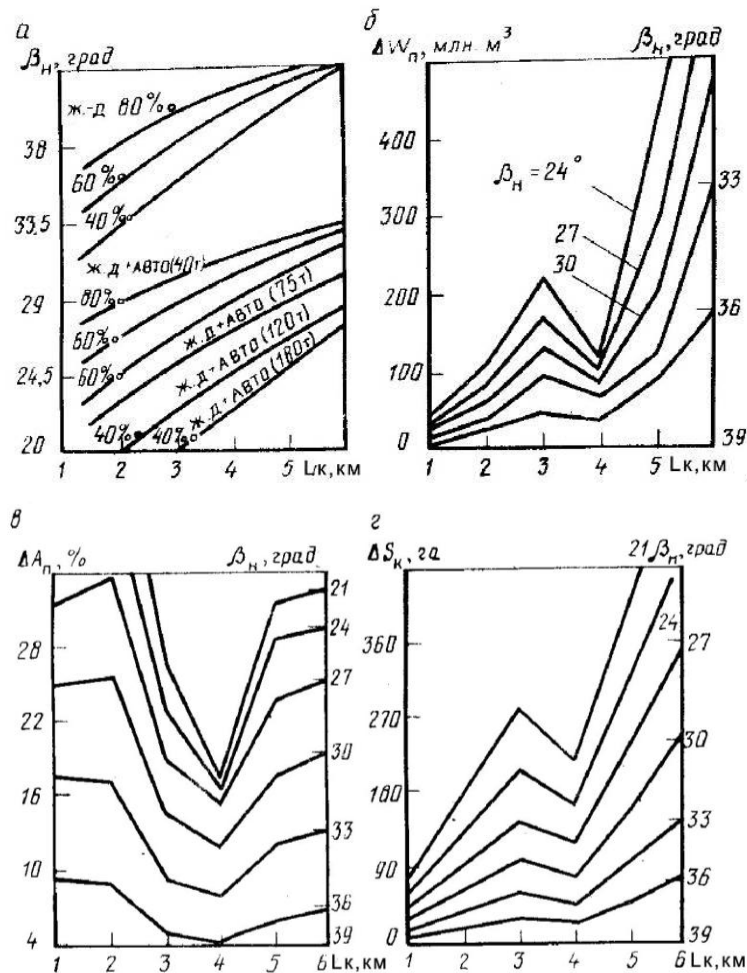 а
βн, град
ж.-д 80‰
38
60‰
40‰
33,5
ж.д+Авто(40т)
29
80‰
ж.д+Авто (75т)
60‰
ж.д+Авто (120т)
24,5
60‰
ж.д+Авто (180т)
40‰
40‰
20
1 2 3 4 5 Lк, км
б
ΔWп, млн. м³
βн, град
400
βн = 24°
33
300
27
30
200
36
100
0
39
1 2 3 4 5 Lк, км
в
ΔAп, %
βн, град
21
28
24
27
22
30
16
33
10
36
4
39
1 2 3 4 5 6 Lк, км
г
ΔSк, га
21 βн, град
360
24
27
270
30
180
33
90
36
0
39
1 2 3 4 5 6 Lк, км